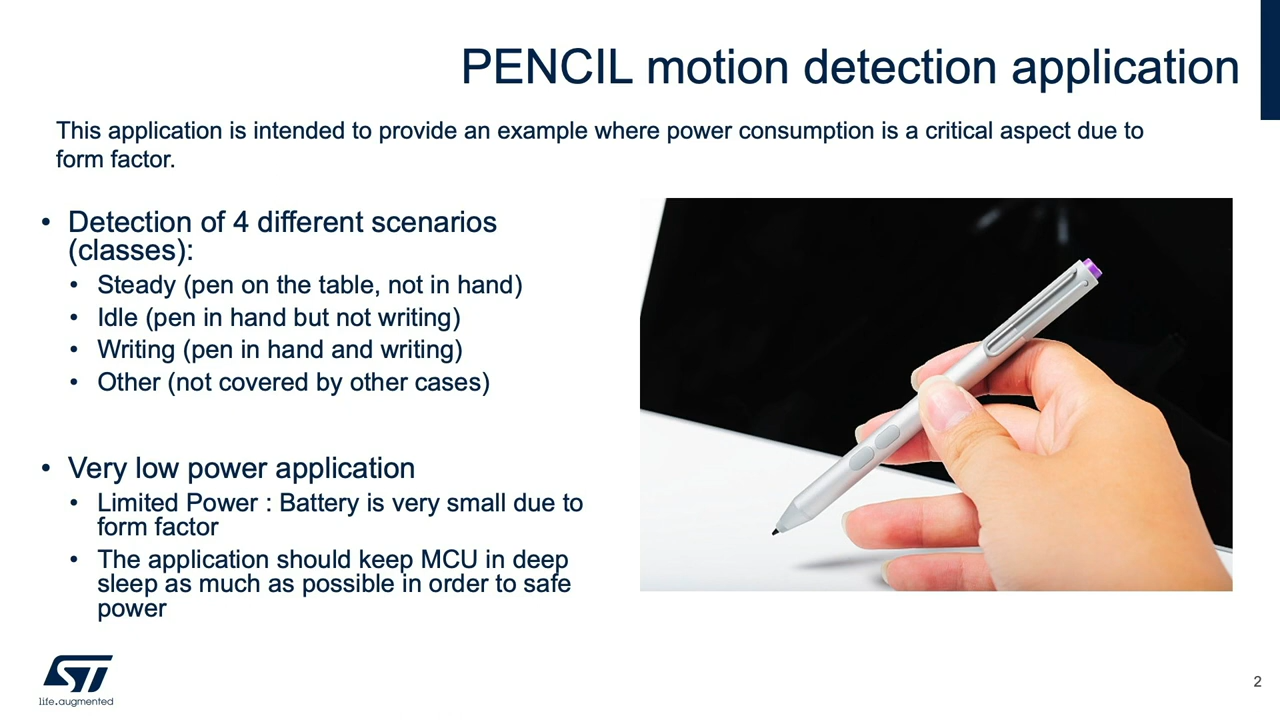 PENCIL motion detection application
This application is intended to provide an example where power consumption is a critical aspect due to
form factor.
• Detection of 4 different scenarios
(classes):
• Steady (pen on the table, not in hand)
• Idle (pen in hand but not writing)
• Writing (pen in hand and writing)
• Other (not covered by other cases)
• Very low power application
• Limited Power : Battery is very small due to
form factor
• The application should keep MCU in deep
sleep as much as possible in order to safe
power
ST
life.augmented
2